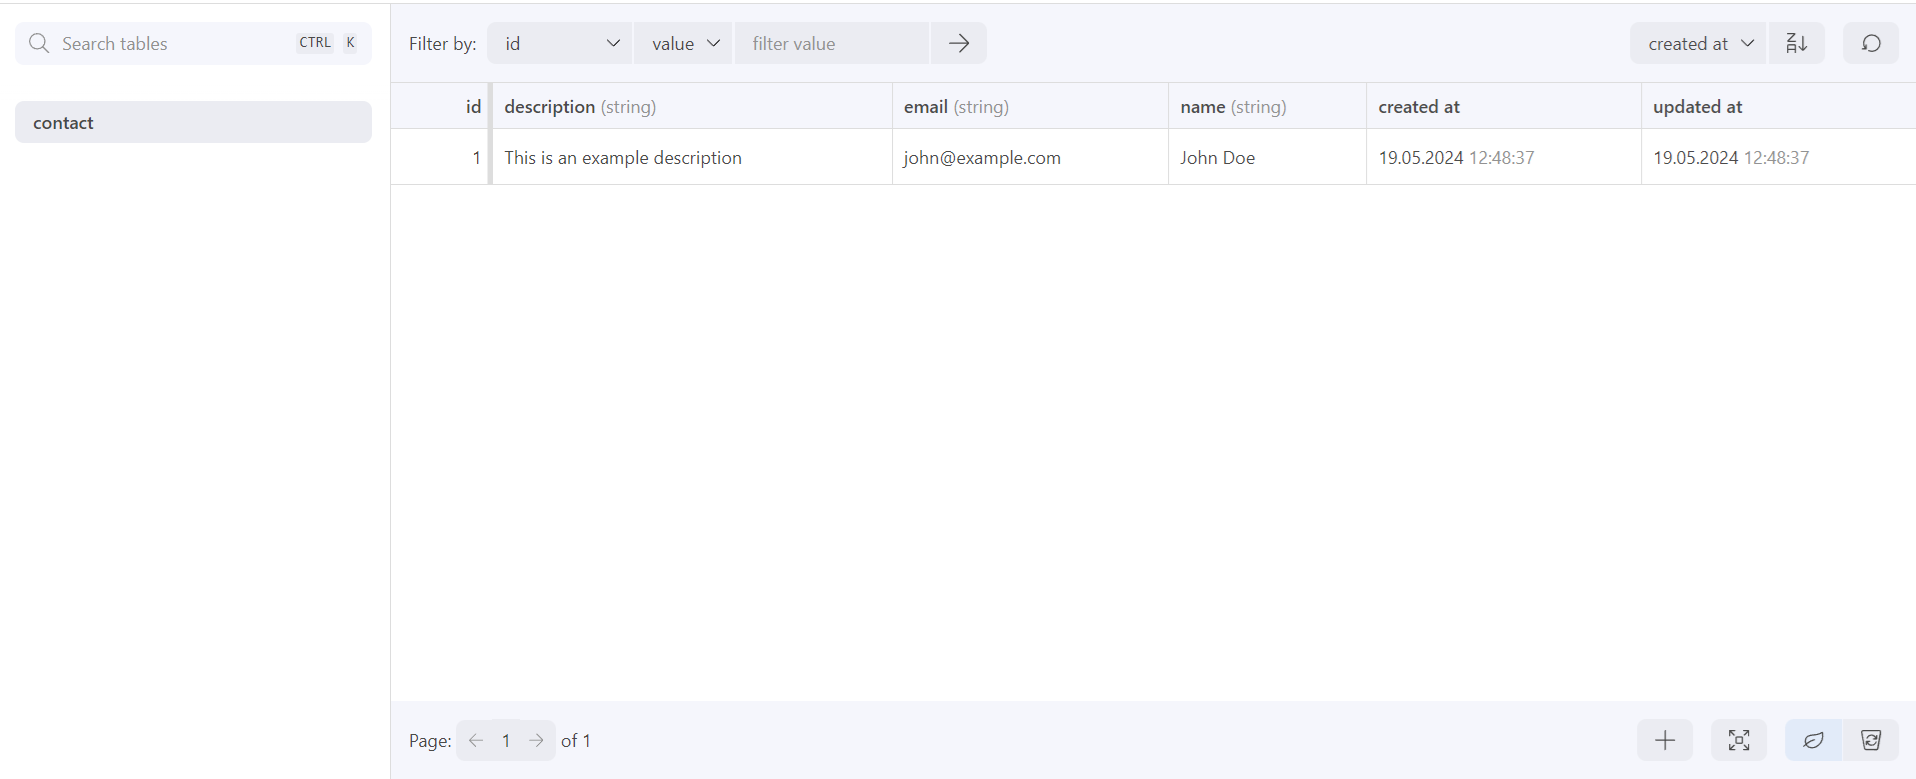 Search tables CTRL K
contact
Filter by: id value filter value created at
id description (string) email (string) name (string) created at updated at
1 This is an example description john@example.com John Doe 19.05.2024 12:48:37 19.05.2024 12:48:37
Page: 1 of 1